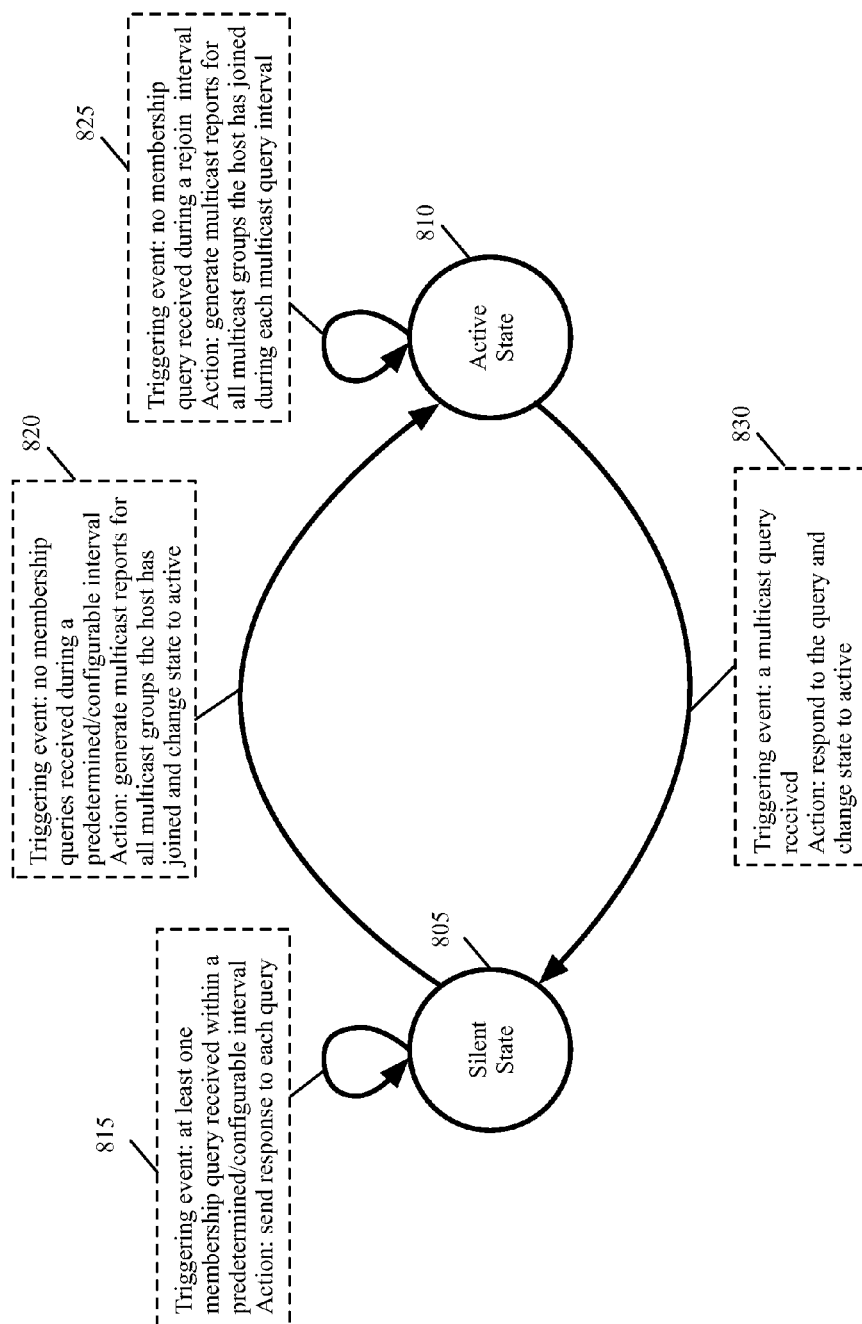 815
Triggering event: at least one
membership query received within a
predetermined/configurable interval
Action: send response to each query
820
Triggering event: no membership
queries received during a
predetermined/configurable interval
Action: generate multicast reports for
all multicast groups the host has
joined and change state to active
825
Triggering event: no membership
query received during a rejoin interval
Action: generate multicast reports for
all multicast groups the host has joined
during each multicast query interval
805
Silent
State
810
Active
State
830
Triggering event: a multicast query
received
Action: respond to the query and
change state to active